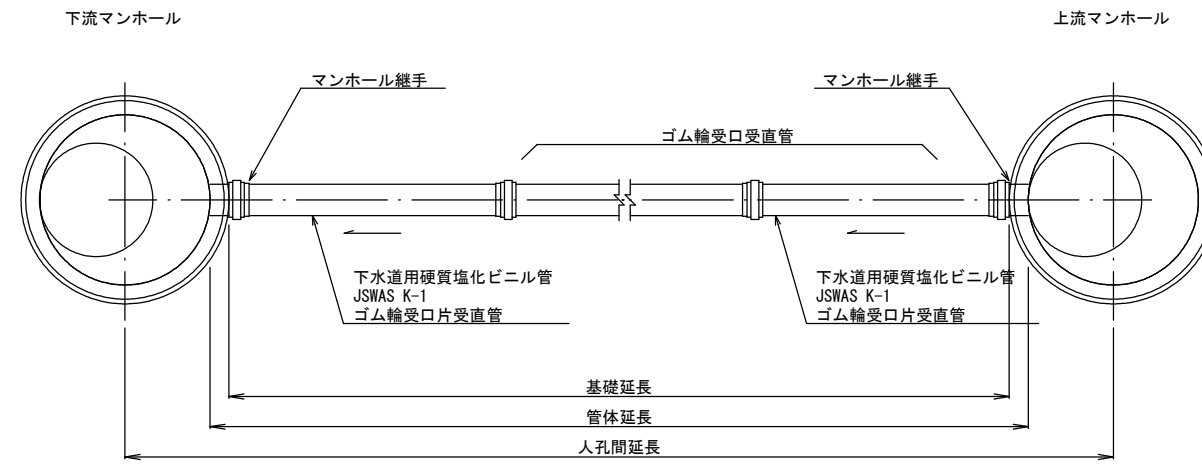 下流マンホール
上流マンホール
マンホール継手
マンホール継手
ゴム輪受口受直管
下水道用硬質塩化ビニル管
JSWAS K-1
ゴム輪受口片受直管
下水道用硬質塩化ビニル管
JSWAS K-1
ゴム輪受口片受直管
基礎延長
管体延長
人孔間延長